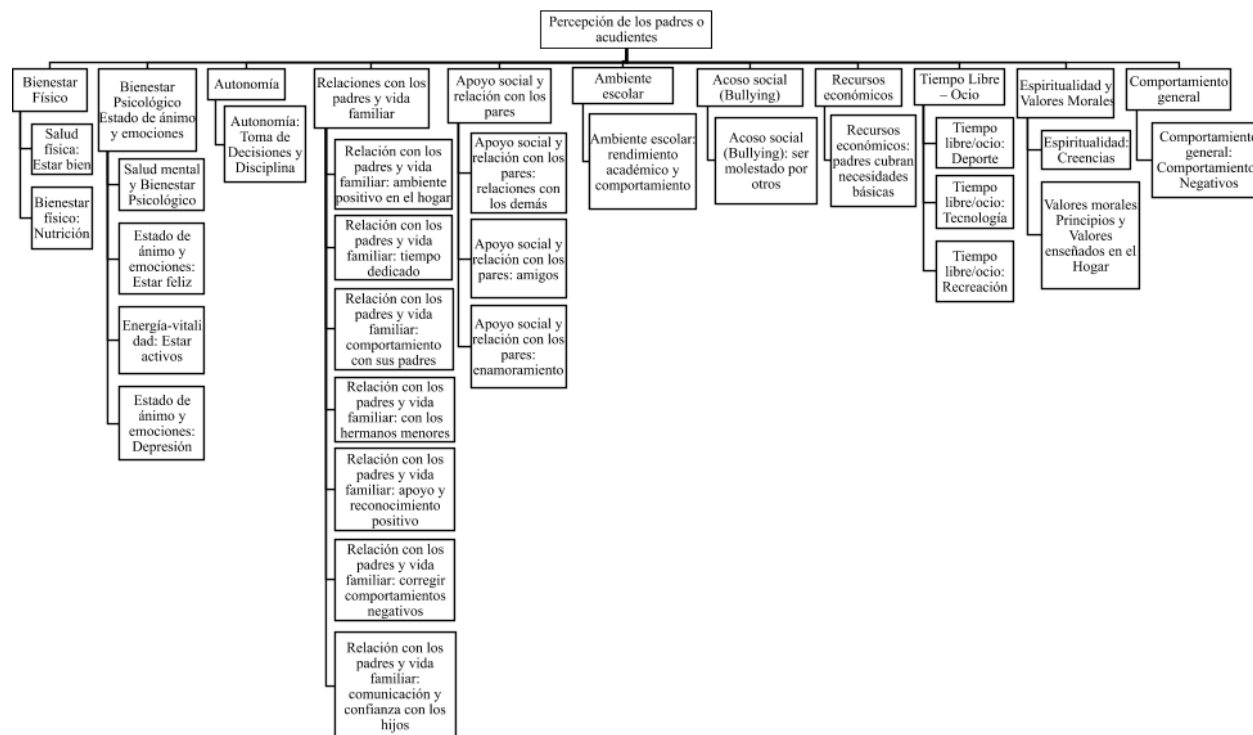 Percepción de los padres o
acudientes
Bienestar
Físico
Salud
física:
Estar bien
Bienestar
físico:
Nutrición
Bienestar
Psicológico
Estado de ánimo
y emociones
Salud mental
y Bienestar
Psicológico
Estado de
ánimo y
emociones:
Estar feliz
Energía-vitali
dad: Estar
activos
Estado de
ánimo y
emociones:
Depresión
Autonomía
Autonomía:
Toma de
Decisiones y
Disciplina
Relaciones con los
padres y vida
familiar
Relación con los
padres y vida
familiar: ambiente
positivo en el hogar
Relación con los
padres y vida
familiar: tiempo
dedicado
Relación con los
padres y vida
familiar:
comportamiento
con sus padres
Relación con los
padres y vida
familiar: con los
hermanos menores
Relación con los
padres y vida
familiar: apoyo y
reconocimiento
positivo
Relación con los
padres y vida
familiar: corregir
comportamientos
negativos
Relación con los
padres y vida
familiar:
comunicación y
confianza con los
hijos
Apoyo social y
relación con los
pares
Apoyo social y
relación con los
pares:
relaciones con
los demás
Apoyo social y
relación con los
pares: amigos
Apoyo social y
relación con los
pares:
enamoramiento
Ambiente
escolar
Ambiente escolar:
rendimiento
académico y
comportamiento
Acoso social
(Bullying)
Acoso social
(Bullying): ser
molestado por
otros
Recursos
económicos
Recursos
económicos:
padres cubran
necesidades
básicas
Tiempo Libre
– Ocio
Tiempo
libre/ocio:
Deporte
Tiempo
libre/ocio:
Tecnología
Tiempo
libre/ocio:
Recreación
Espiritualidad y
Valores Morales
Espiritualidad:
Creencias
Valores morales
Principios y
Valores
enseñados en el
Hogar
Comportamiento
general
Comportamiento
general:
Comportamientos
Negativos